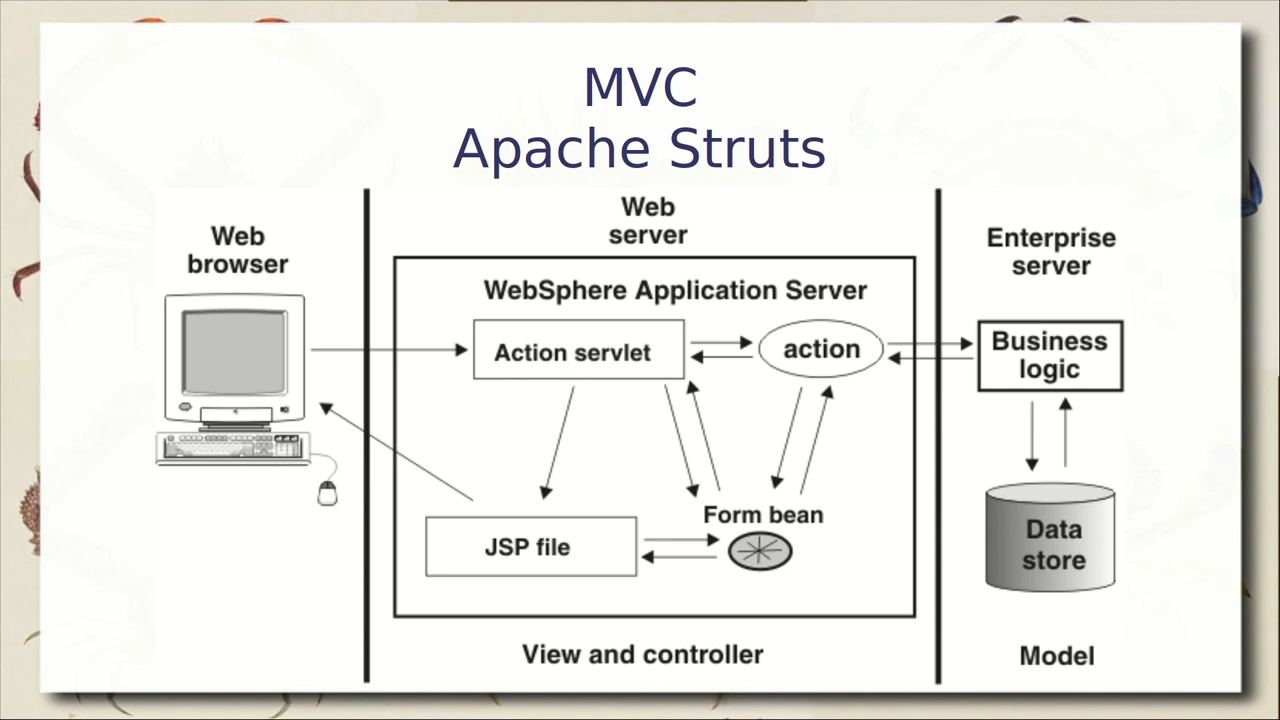 MVC
Apache Struts
Web
browser
Web
server
Enterprise
server
WebSphere Application Server
Action servlet
action
Business
logic
Form bean
JSP file
Data
store
View and controller
Model